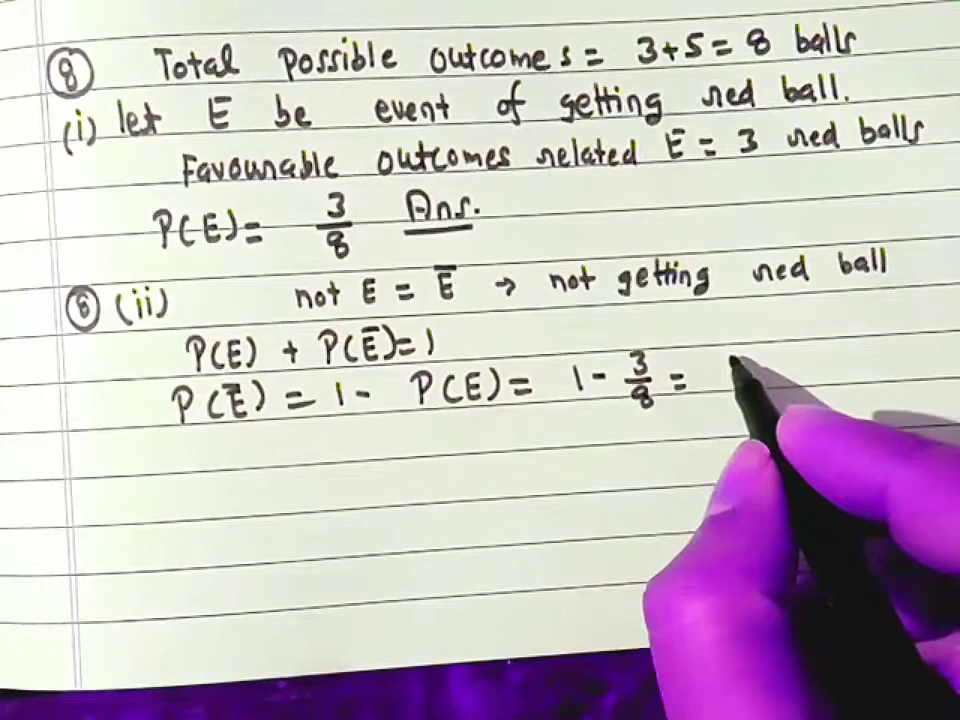 ⑧ Total possible outcomes = 3+5 = 8 balls
(i) let E be event of getting red ball.
Favourable outcomes related E = 3 red balls
P(E) = 3/8 Ans.
⑧ (ii) not E = E̅ → not getting red ball
P(E) + P(E̅) = 1
P(E̅) = 1 - P(E) = 1 - 3/8 =